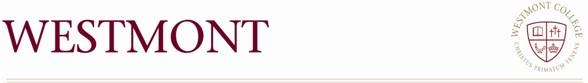 WESTMONT
WESTMONT COLLEGE
CHRISTUS PRIMATUM TENENS